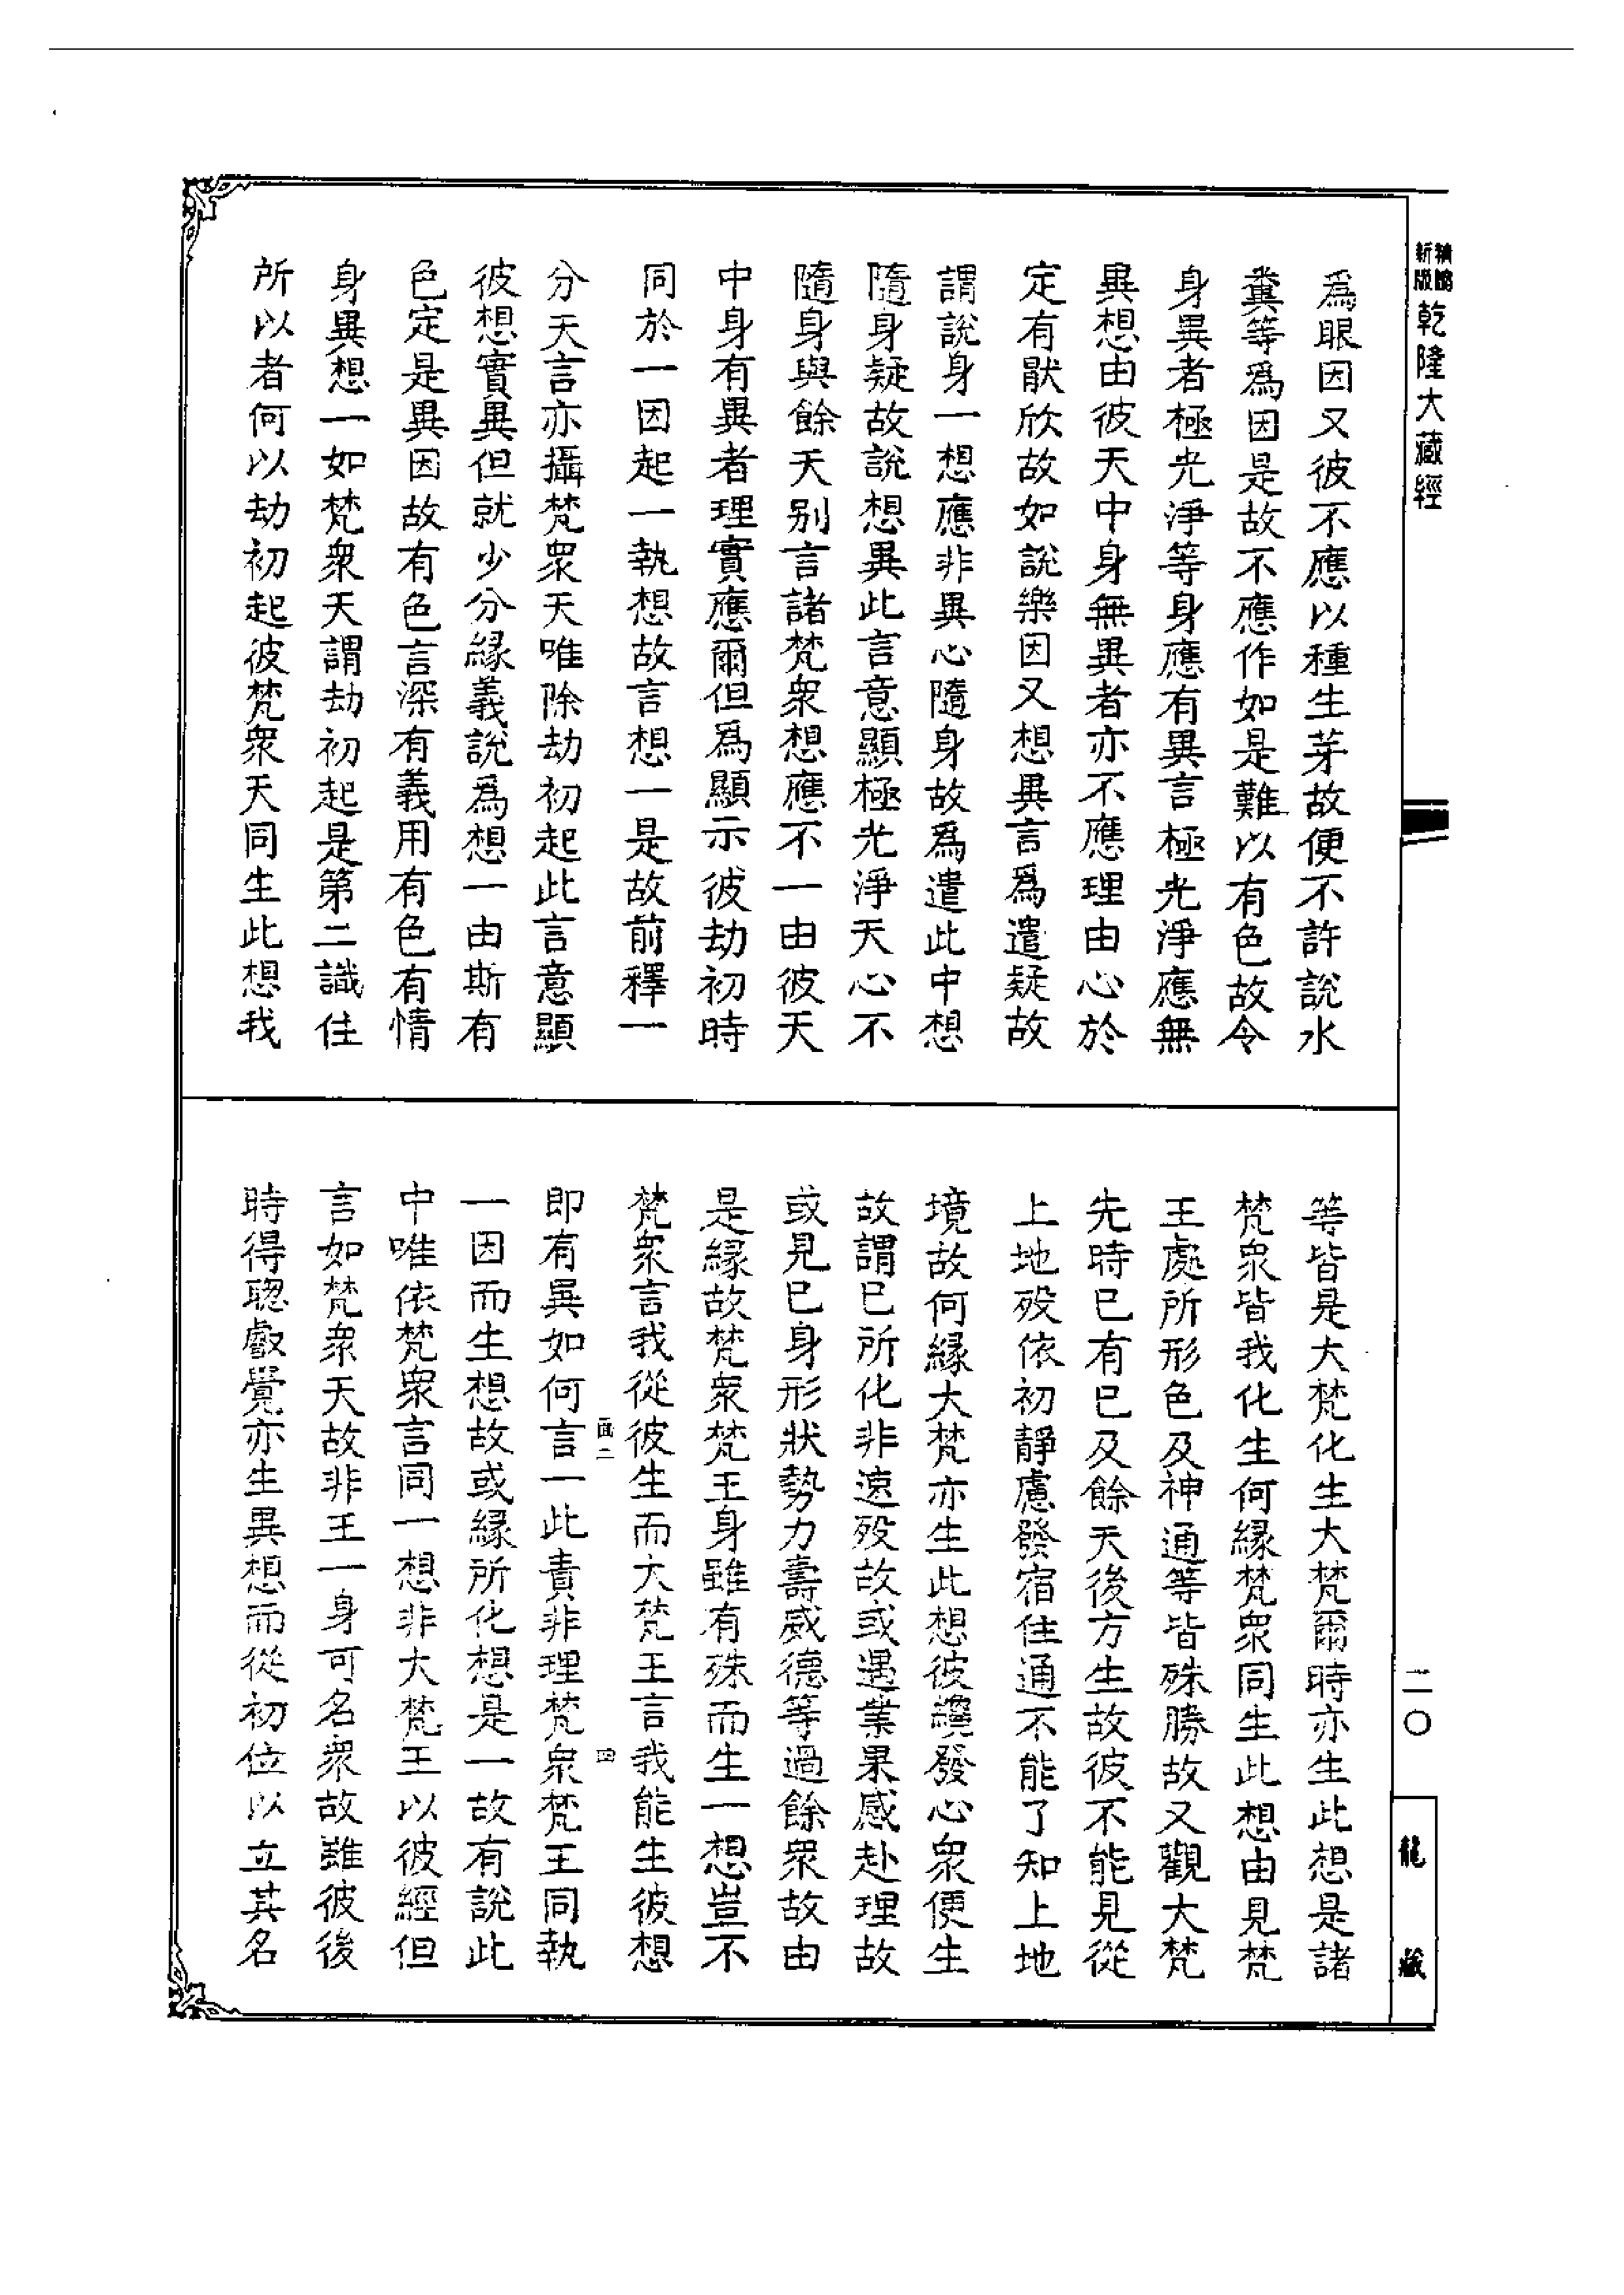 新版 精縮 乾隆大藏經
爲眼因又彼不應以種生芽故便不許說水
糞等爲因是故不應作如是難以有色故令
身異者極光淨等身應有異言極光淨應無
異想由彼天中身無異者亦不應理由心於
定有猒欣故如說樂因又想異言爲遣疑故
謂說身一想應非異心隨身故爲遣此中想
隨身疑故說想異此言意顯極光淨天心不
隨身與餘天别言諸梵衆想應不一由彼天
中身有異者理實應爾但爲顯示彼劫初時
同於一因起一執想故言想一是故前釋一
分天言亦攝梵衆天唯除劫初起此言意顯
彼想實異但就少分緣義說爲想一由斯有
色定是異因故有色言深有義用有色有情
身異想一如梵衆天謂劫初起是第二識住
所以者何以劫初起彼梵衆天同生此想我
等皆是大梵化生大梵爾時亦生此想是諸
梵衆皆我化生何緣梵衆同生此想由見梵
王處所形色及神通等皆殊勝故又觀大梵
先時已有已及餘天後方生故彼不能見從
上地歿依初靜慮發宿住通不能了知上地
境故何緣大梵亦生此想彼纔發心衆便生
故謂已所化非遠歿故或遇業果感赴理故
或見已身形狀勢力壽威德等過餘衆故由
是緣故梵衆梵王身雖有殊而生一想豈不
梵衆言我從彼生而大梵王言我能生彼想
即有異如何言一此責非理梵衆梵王同執
一因而生想故或緣所化想是一故有說此
中唯依梵衆言同一想非大梵王以彼經但
言如梵衆天故非王一身可名衆故雖彼後
時得聰叡覺亦生異想而從初位以立其名
二〇
龍藏